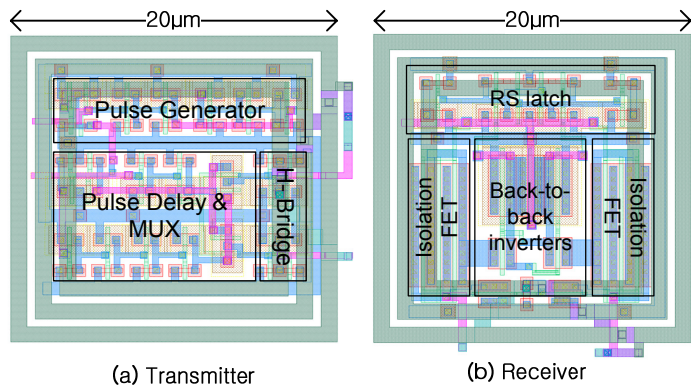 20μm
20μm
Pulse Generator
Pulse Delay &
MUX
H-Bridge
RS latch
Isolation
FET
Back-to-
back
inverters
Isolation
FET
(a) Transmitter
(b) Receiver